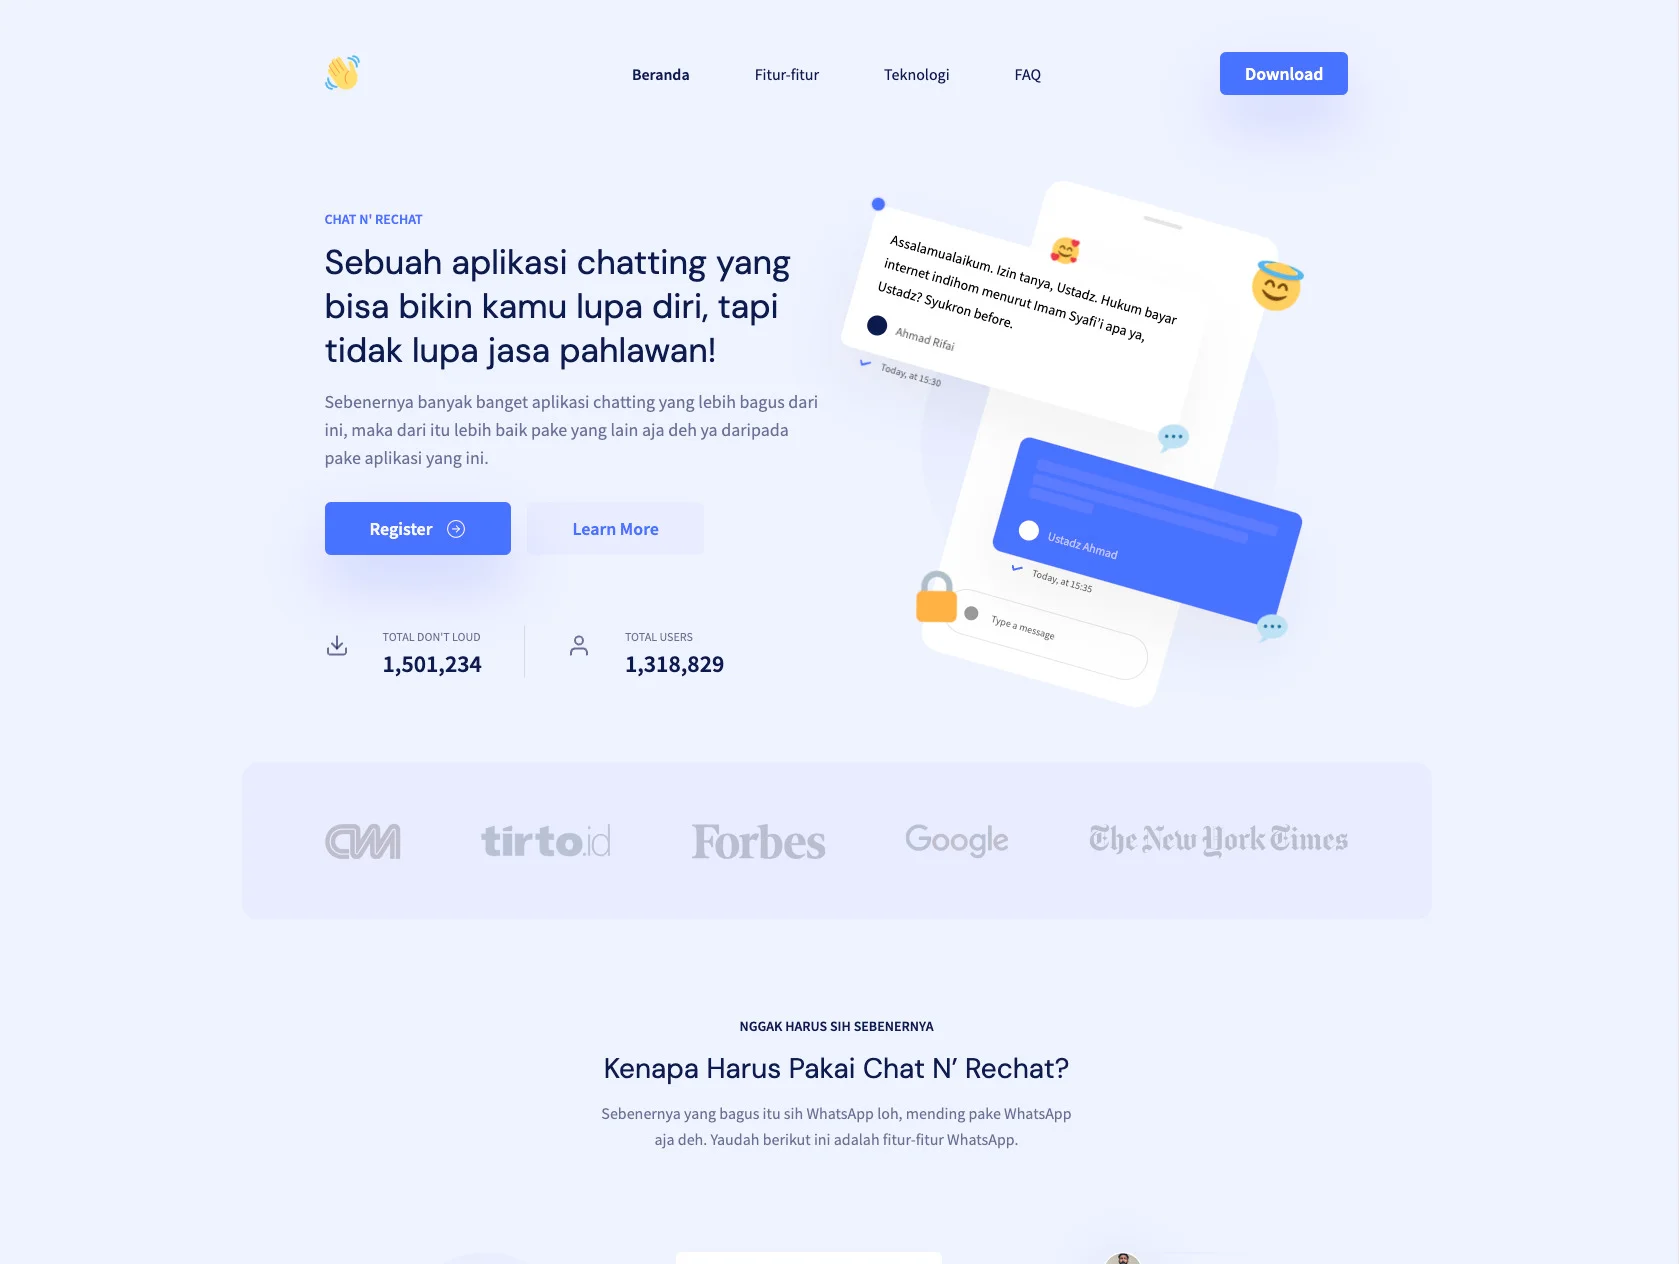 Beranda
Fitur-fitur
Teknologi
FAQ
Download
CHAT N' RECHAT
Sebuah aplikasi chatting yang
bisa bikin kamu lupa diri, tapi
tidak lupa jasa pahlawan!
Sebenernya banyak banget aplikasi chatting yang lebih bagus dari
ini, maka dari itu lebih baik pake yang lain aja deh ya daripada
pake aplikasi yang ini.
Register
Learn More
TOTAL DON'T LOUD
1,501,234
TOTAL USERS
1,318,829
Assalamualaikum. Izin tanya, Ustadz. Hukum bayar
internet indihom menurut Imam Syafi'i apa ya,
Ustadz? Syukron before.
Ahmad Rifai
Today, at 15:30
Ustadz Ahmad
Today, at 15:35
Type a message
CNN
tirto.id
Forbes
Google
The New York Times
NGGAK HARUS SIH SEBENERNYA
Kenapa Harus Pakai Chat N’ Rechat?
Sebenernya yang bagus itu sih WhatsApp loh, mending pake WhatsApp
aja deh. Yaudah berikut ini adalah fitur-fitur WhatsApp.